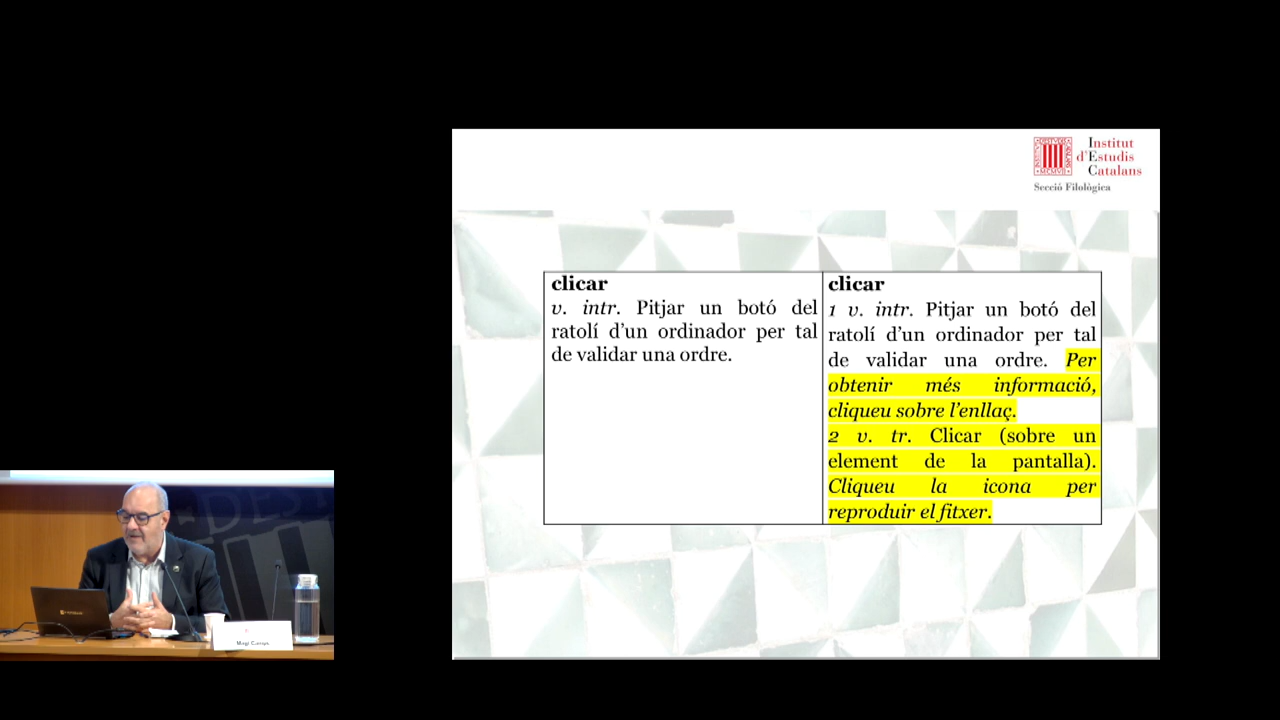 Institut
d'Estudis
Catalans
Secció Filològica
clicar
v. intr. Pitjar un botó del
ratolí d'un ordinador per tal
de validar una ordre.
clicar
1 v. intr. Pitjar un botó del
ratolí d'un ordinador per tal
de validar una ordre. Per
obtenir més informació,
cliqueu sobre l'enllaç.
2 v. tr. Clicar (sobre un
element de la pantalla).
Cliqueu la icona per
reproduir el fitxer.
Magí Camps